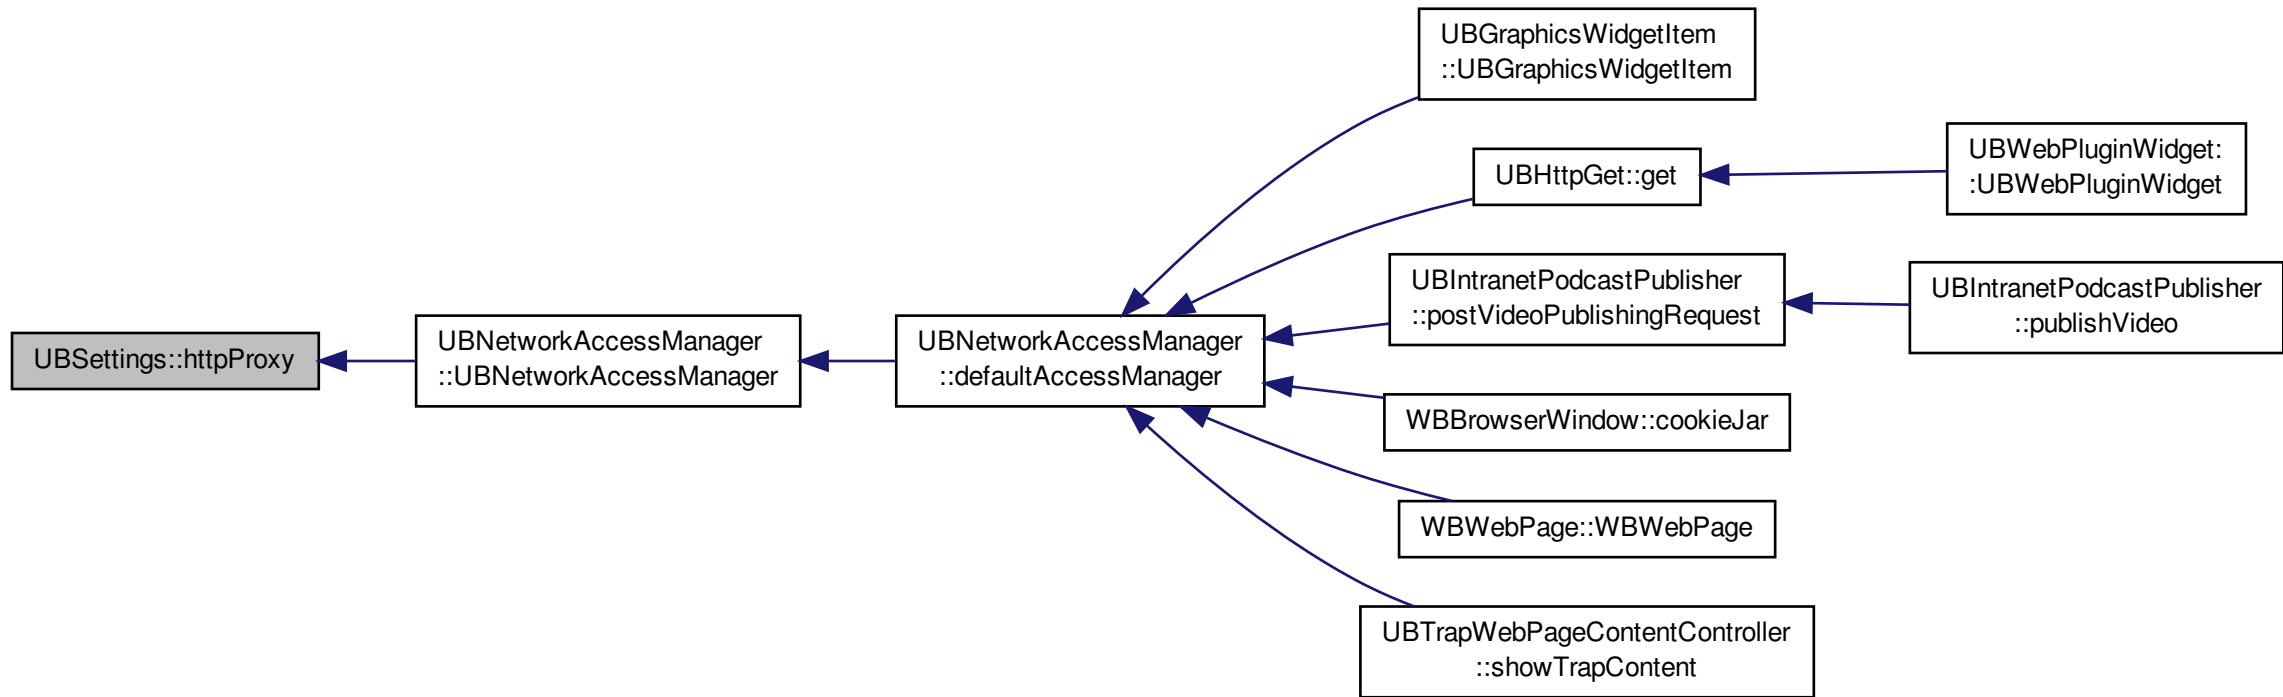 UBSettings::httpProxy
UBNetworkAccessManager
::UBNetworkAccessManager
UBNetworkAccessManager
::defaultAccessManager
UBGraphicsWidgetItem
::UBGraphicsWidgetItem
UBHttpGet::get
UBWebPluginWidget:
:UBWebPluginWidget
UBIntranetPodcastPublisher
::postVideoPublishingRequest
UBIntranetPodcastPublisher
::publishVideo
WBBrowserWindow::cookieJar
WBWebPage::WBWebPage
UBTrapWebPageContentController
::showTrapContent